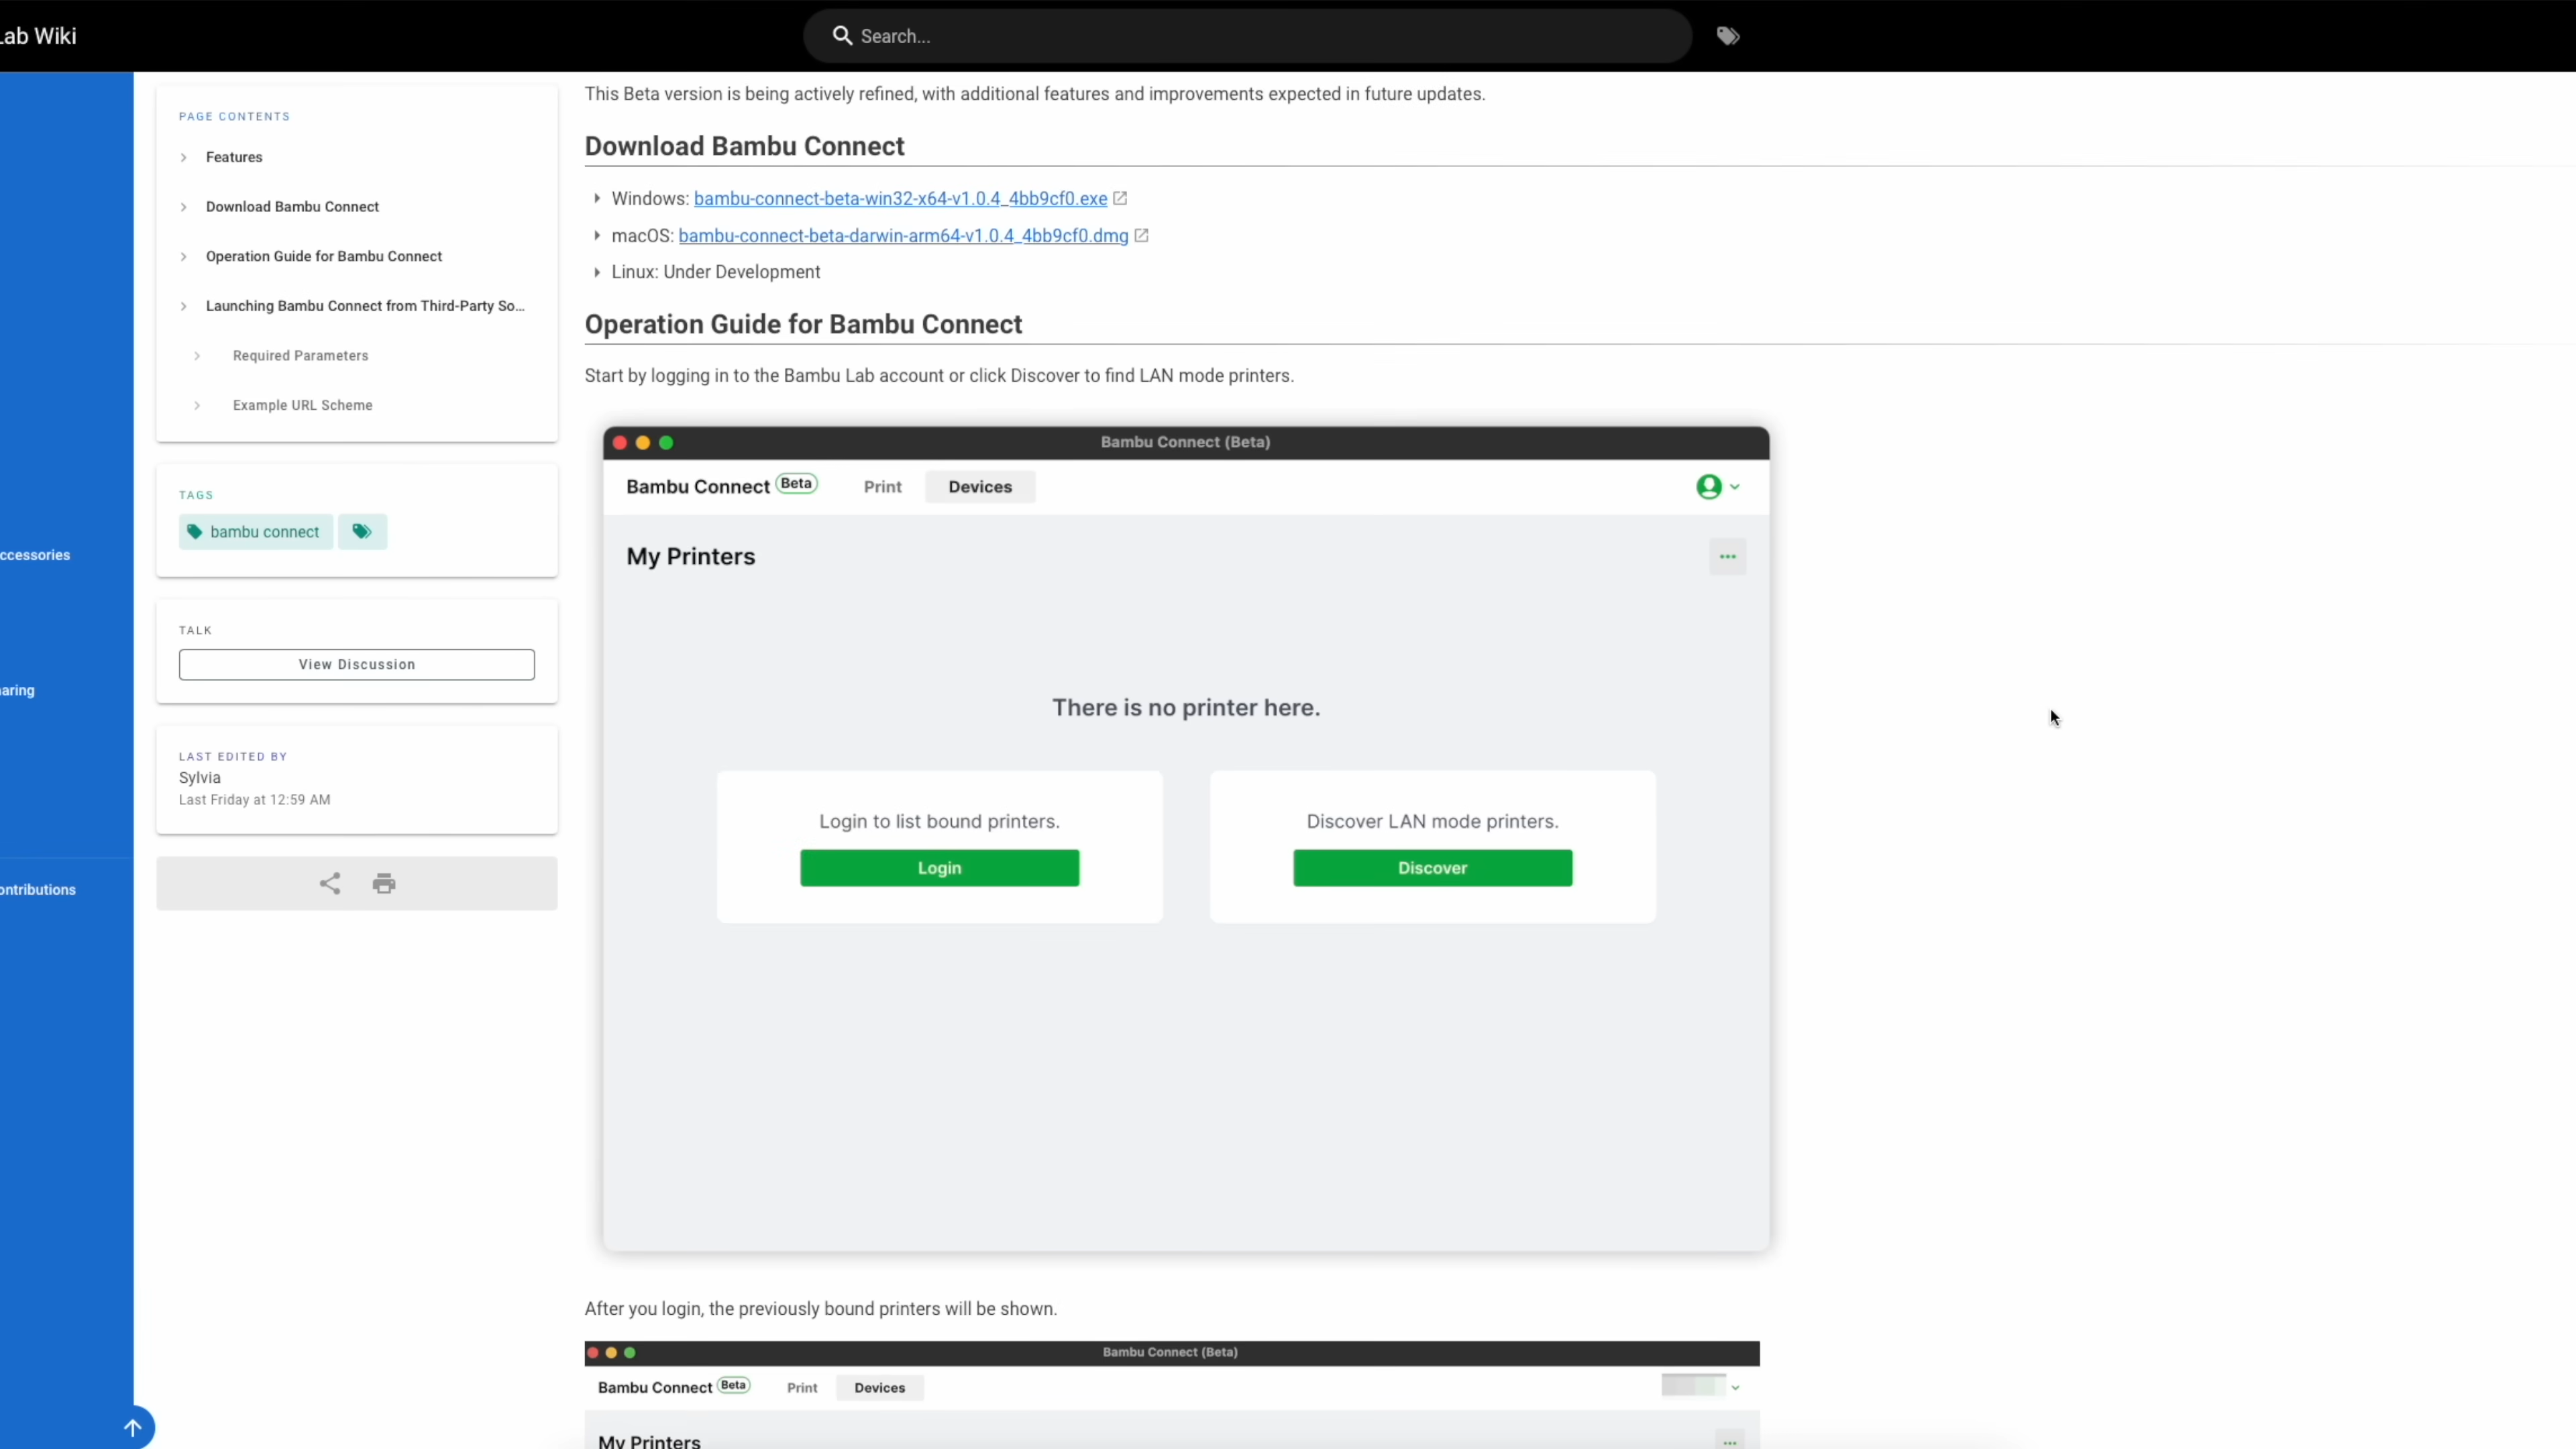 Lab Wiki
Search...
ccessories
aring
ontributions
PAGE CONTENTS
Features
Download Bambu Connect
Operation Guide for Bambu Connect
Launching Bambu Connect from Third-Party So...
Required Parameters
Example URL Scheme
TAGS
bambu connect
TALK
View Discussion
LAST EDITED BY
Sylvia
Last Friday at 12:59 AM
This Beta version is being actively refined, with additional features and improvements expected in future updates.
Download Bambu Connect
Windows: bambu-connect-beta-win32-x64-v1.0.4_4bb9cf0.exe
macOS: bambu-connect-beta-darwin-arm64-v1.0.4_4bb9cf0.dmg
Linux: Under Development
Operation Guide for Bambu Connect
Start by logging in to the Bambu Lab account or click Discover to find LAN mode printers.
Bambu Connect (Beta)
Bambu Connect Beta Print Devices
My Printers
There is no printer here.
Login to list bound printers.
Login
Discover LAN mode printers.
Discover
After you login, the previously bound printers will be shown.
Bambu Connect (Beta)
Bambu Connect Beta Print Devices
My Printers